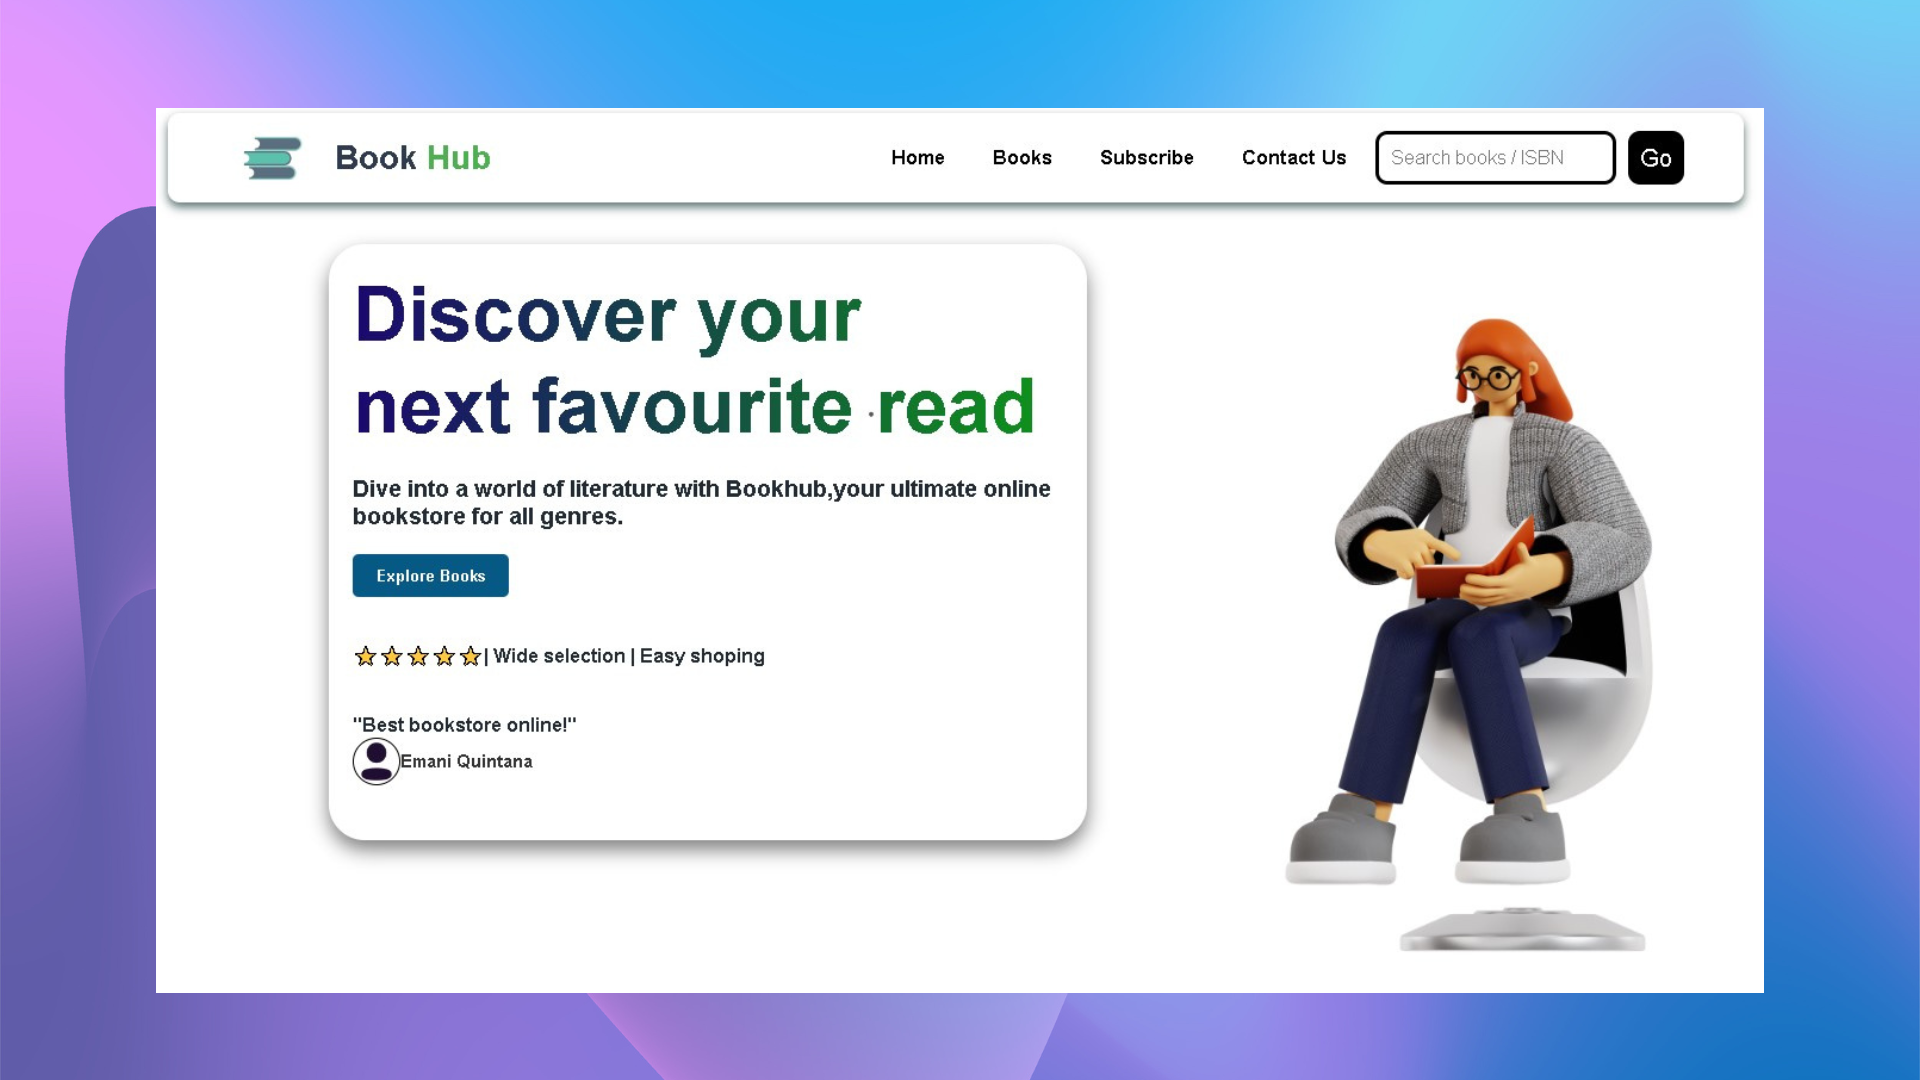 Book Hub
Home Books Subscribe Contact Us Search books / ISBN Go
Discover your
next favourite read
Dive into a world of literature with Bookhub,your ultimate online
bookstore for all genres.
Explore Books
| Wide selection | Easy shoping
"Best bookstore online!"
Emani Quintana